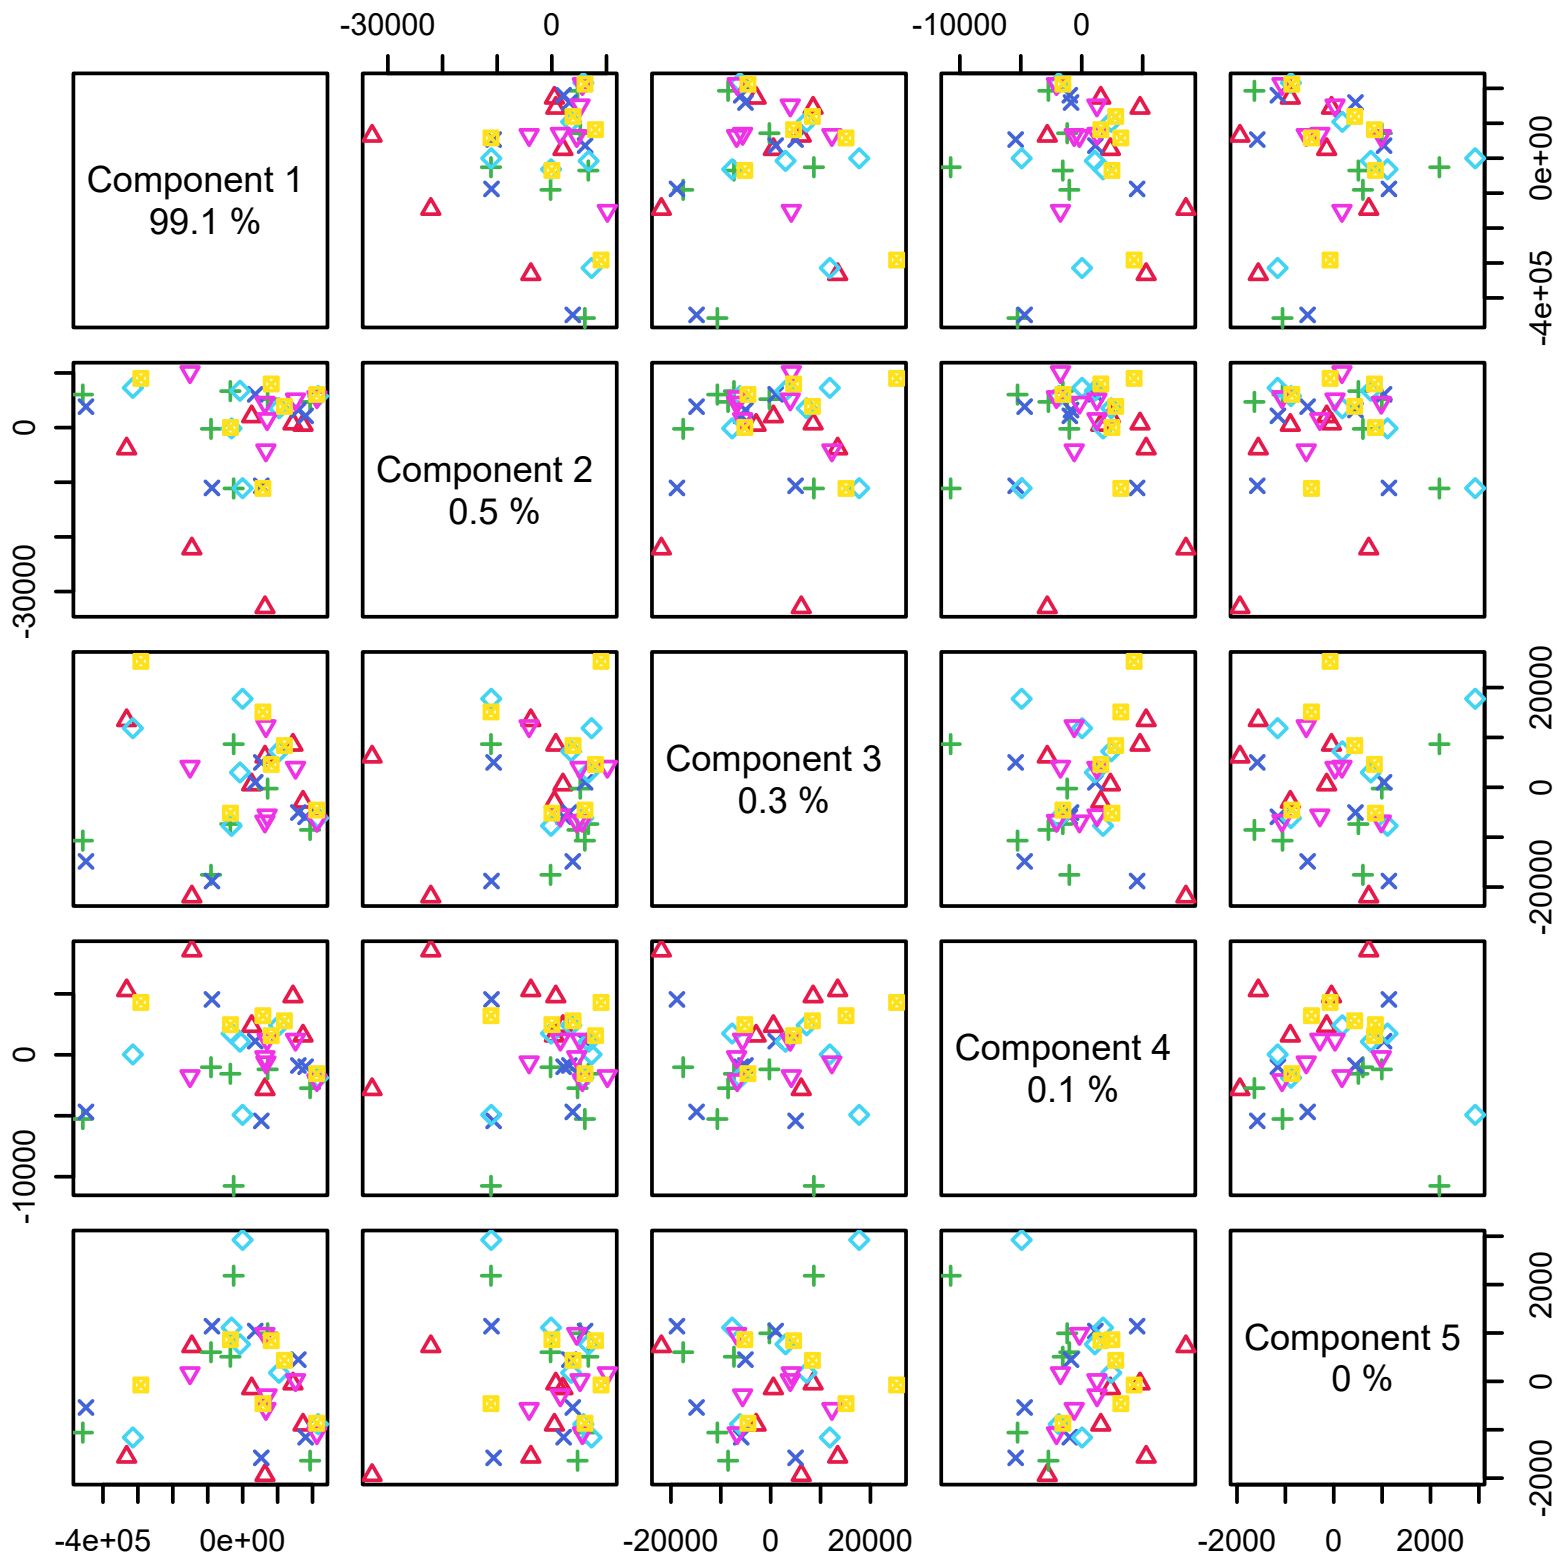 -30000 0 -10000 0
Component 1
99.1 %
0e+00
-4e+05
0
-30000
Component 2
0.5 %
Component 3
0.3 %
20000
0
-20000
0
-10000
Component 4
0.1 %
Component 5
0 %
2000
0
-2000
-4e+05 0e+00 -20000 0 20000 -2000 0 2000